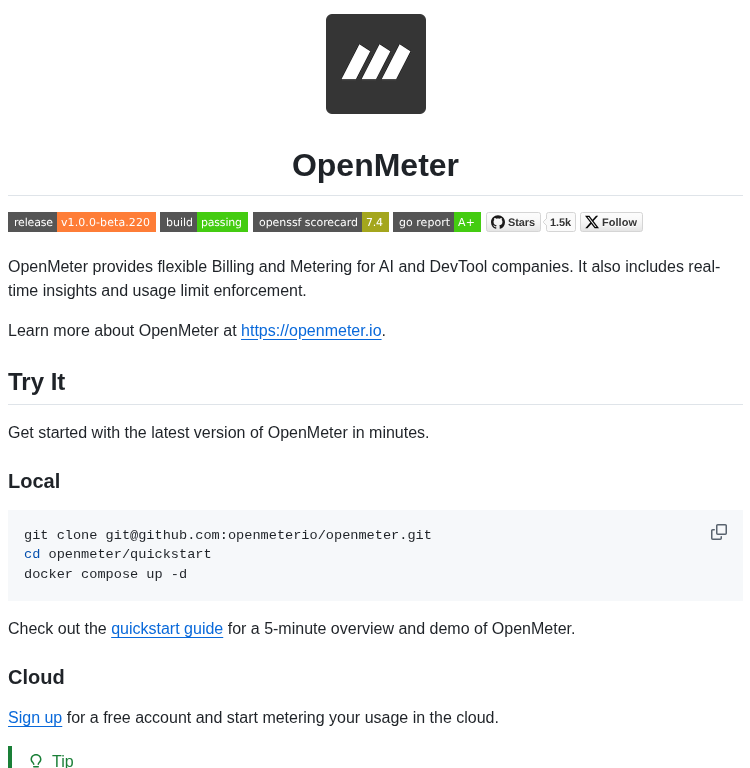 OpenMeter
release v1.0.0-beta.220 build passing openssf scorecard 7.4 go report A+ Stars 1.5k Follow
OpenMeter provides flexible Billing and Metering for AI and DevTool companies. It also includes real-
time insights and usage limit enforcement.
Learn more about OpenMeter at https://openmeter.io.
Try It
Get started with the latest version of OpenMeter in minutes.
Local
git clone git@github.com:openmeterio/openmeter.git
cd openmeter/quickstart
docker compose up -d
Check out the quickstart guide for a 5-minute overview and demo of OpenMeter.
Cloud
Sign up for a free account and start metering your usage in the cloud.
Tip